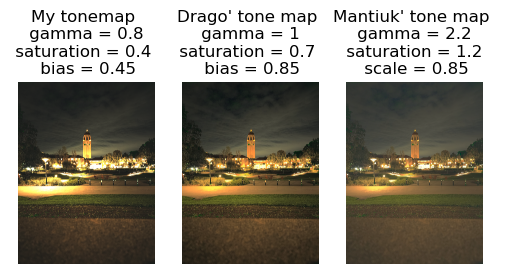 My tonemap
gamma = 0.8
saturation = 0.4
bias = 0.45
Drago' tone map
gamma = 1
saturation = 0.7
bias = 0.85
Mantiuk' tone map
gamma = 2.2
saturation = 1.2
scale = 0.85